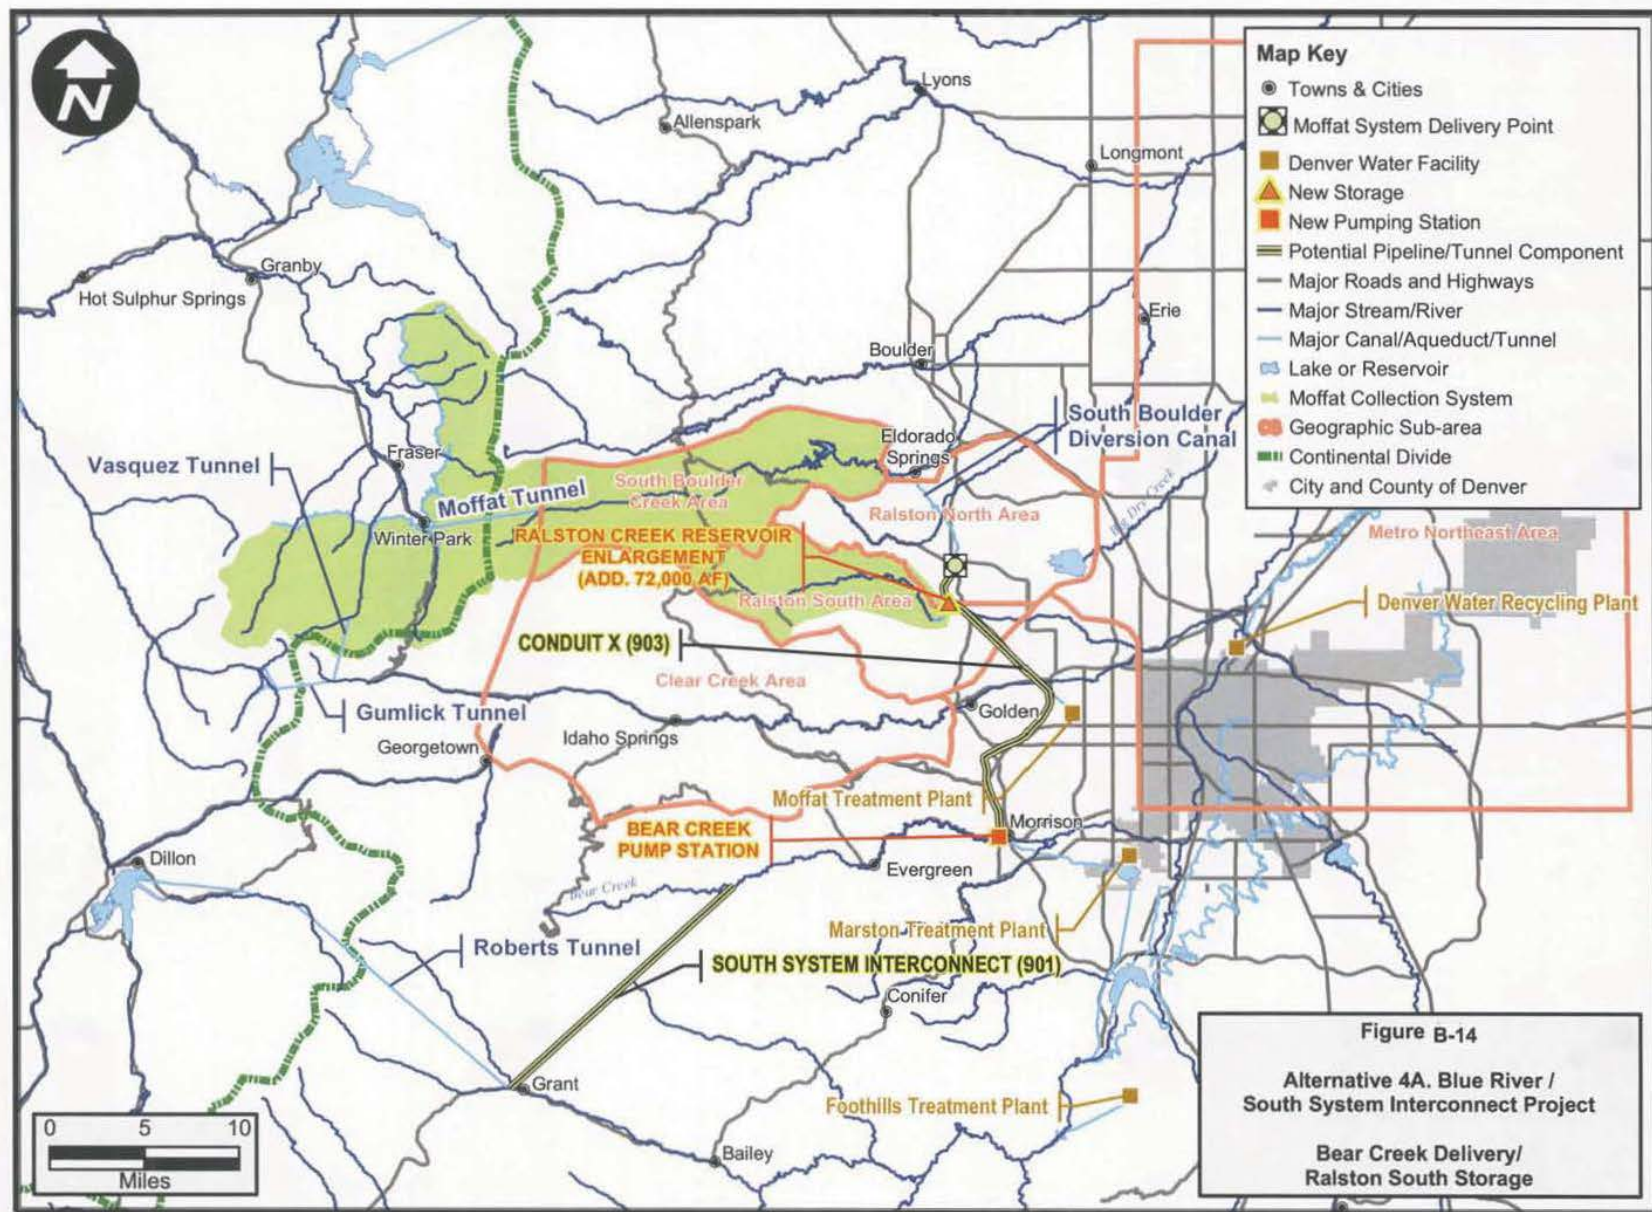 N
Map Key
Towns & Cities
Moffat System Delivery Point
Denver Water Facility
New Storage
New Pumping Station
Potential Pipeline/Tunnel Component
Major Roads and Highways
Major Stream/River
Major Canal/Aqueduct/Tunnel
Lake or Reservoir
Moffat Collection System
Geographic Sub-area
Continental Divide
City and County of Denver
Lyons
Allenspark
Longmont
Granby
Hot Sulphur Springs
Erie
Boulder
South Boulder
Diversion Canal
Eldorado
Springs
Fraser
Vasquez Tunnel
Moffat Tunnel
South Boulder
Creek Area
Big Dry Creek
Ralston North Area
Winter Park
RALSTON CREEK RESERVOIR
ENLARGEMENT
(ADD. 72,000 AF)
Metro Northeast Area
Ralston South Area
Denver Water Recycling Plant
CONDUIT X (903)
Clear Creek Area
Gumlick Tunnel
Golden
Idaho Springs
Georgetown
Moffat Treatment Plant
BEAR CREEK
PUMP STATION
Morrison
Dillon
Evergreen
Bear Creek
Marston Treatment Plant
Roberts Tunnel
SOUTH SYSTEM INTERCONNECT (901)
Conifer
Grant
Foothills Treatment Plant
Bailey
0 5 10
Miles
Figure B-14
Alternative 4A. Blue River /
South System Interconnect Project
Bear Creek Delivery/
Ralston South Storage